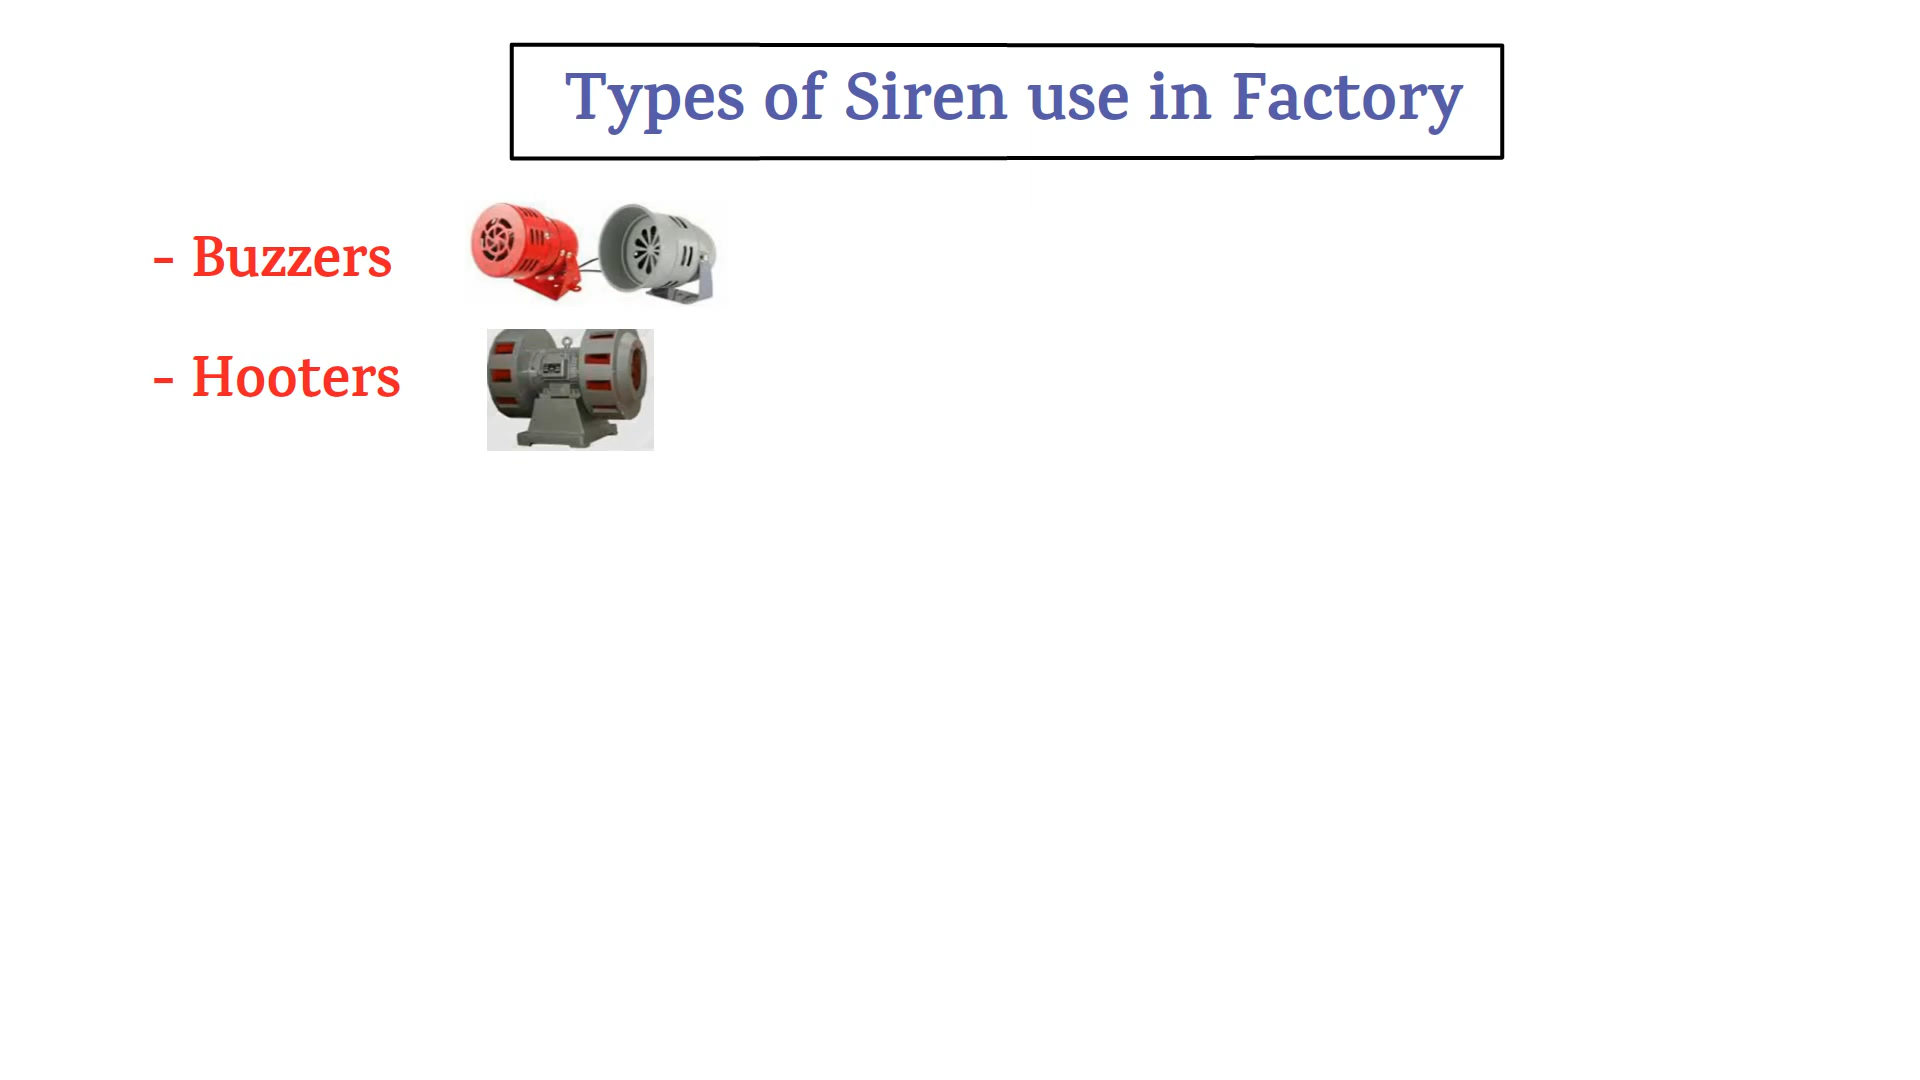 Types of Siren use in Factory
- Buzzers
- Hooters